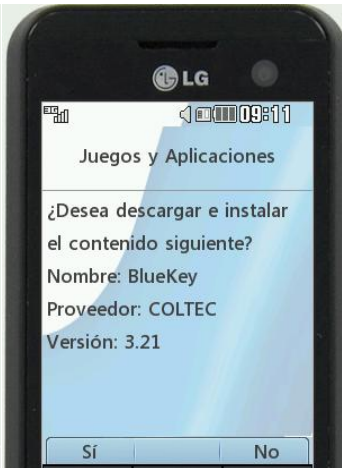 LG
3G 09:11
Juegos y Aplicaciones
¿Desea descargar e instalar
el contenido siguiente?
Nombre: BlueKey
Proveedor: COLTEC
Versión: 3.21
Sí No